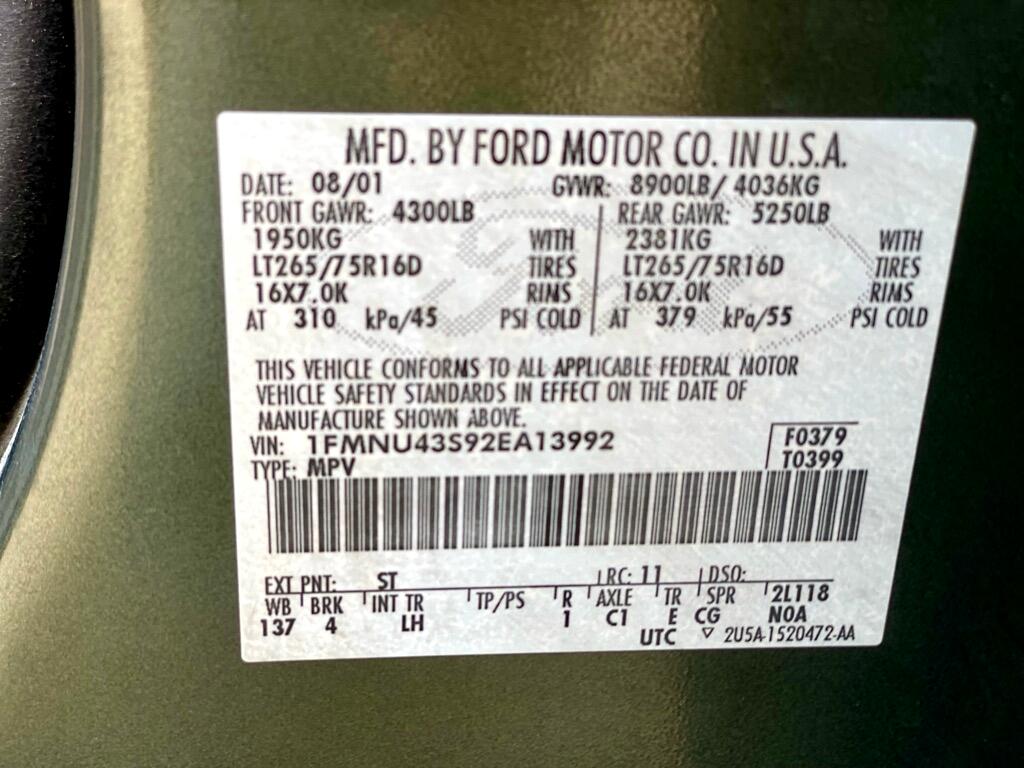 MFD. BY FORD MOTOR CO. IN U.S.A.
DATE: 08/01 GVWR: 8900LB/ 4036KG
FRONT GAWR: 4300LB REAR GAWR: 5250LB
1950KG WITH 2381KG WITH
LT265/75R16D TIRES LT265/75R16D TIRES
16X7.0K RIMS 16X7.0K RIMS
AT 310 kPa/45 PSI COLD AT 379 kPa/55 PSI COLD
THIS VEHICLE CONFORMS TO ALL APPLICABLE FEDERAL MOTOR
VEHICLE SAFETY STANDARDS IN EFFECT ON THE DATE OF
MANUFACTURE SHOWN ABOVE.
VIN: 1FMNU43S92EA13992 F0379
TYPE: MPV T0399
EXT PNT: ST RC: 11 DSO:
WB BRK INT TR TP/PS R AXLE TR SPR 2L118
137 4 LH 1 C1 E CG N0A
UTC ▽ 2U5A-1520472-AA